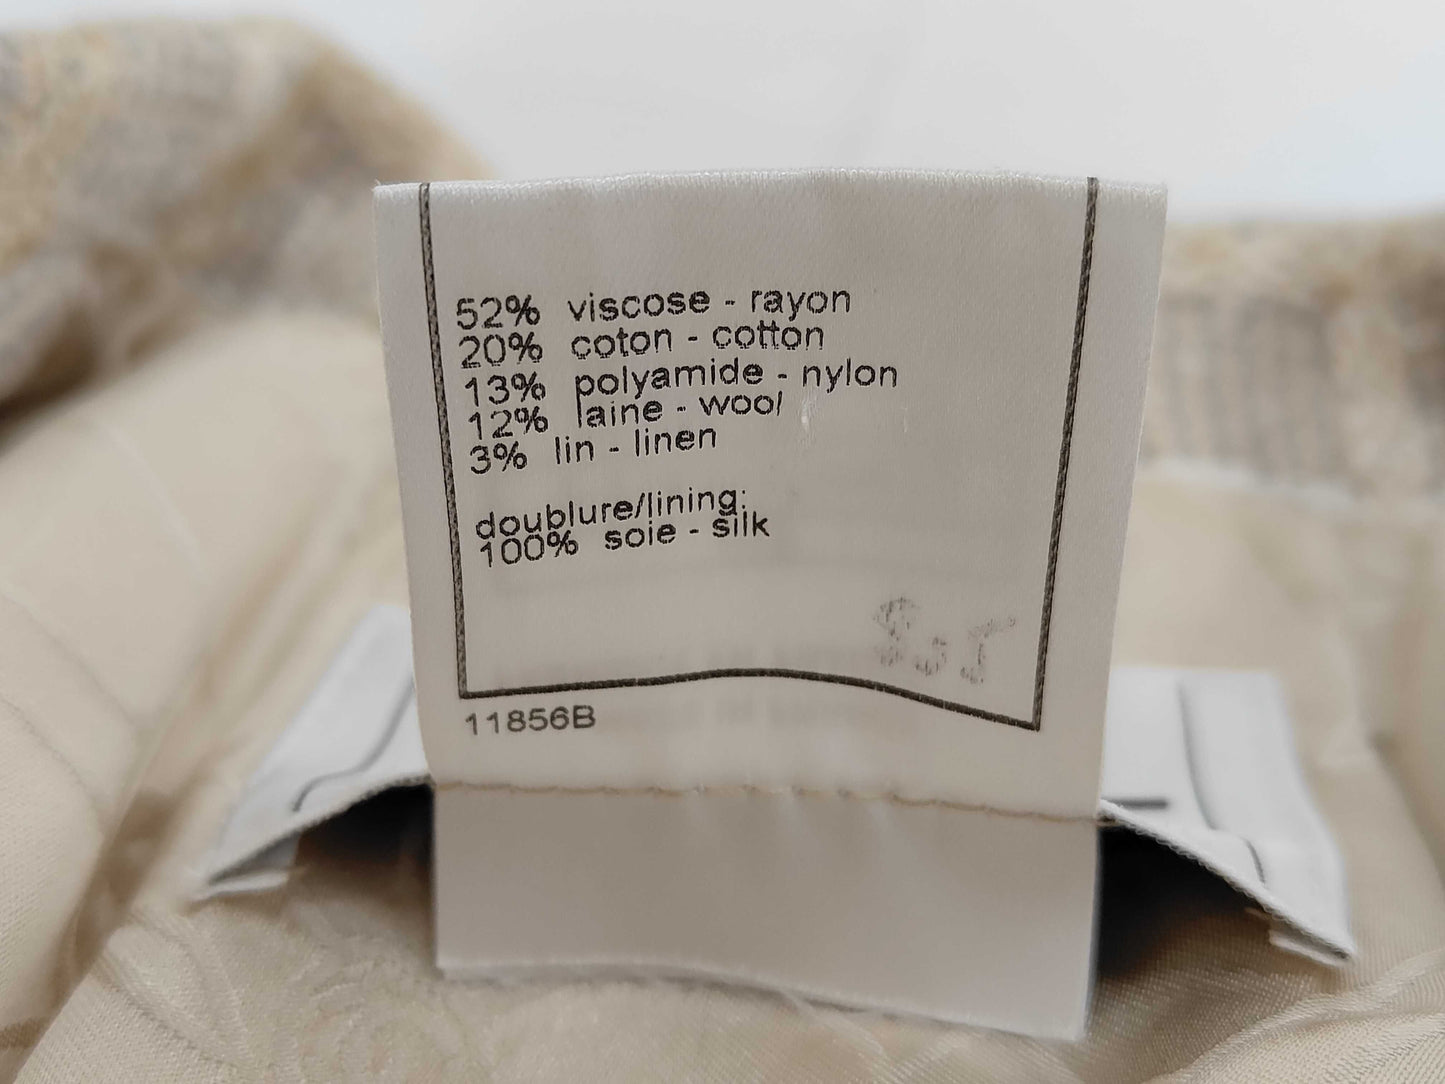 52% viscose - rayon
20% coton - cotton
13% polyamide - nylon
12% laine - wool
3% lin - linen
doublure/lining:
100% soie - silk
11856B